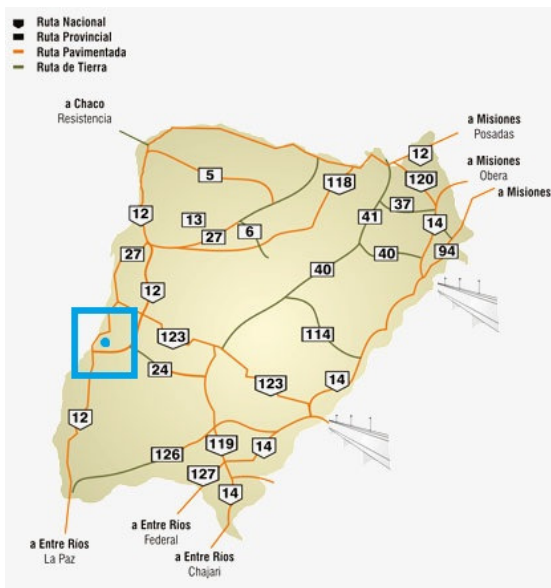 Ruta Nacional
Ruta Provincial
Ruta Pavimentada
Ruta de Tierra
a Chaco
Resistencia
a Misiones
Posadas
a Misiones
Obera
a Misiones
12
120
5
118
37
12
13
27
6
41
14
94
27
40
40
12
123
114
24
123
14
12
126
119
14
127
14
a Entre Ríos
La Paz
a Entre Ríos
Federal
a Entre Ríos
Chajari